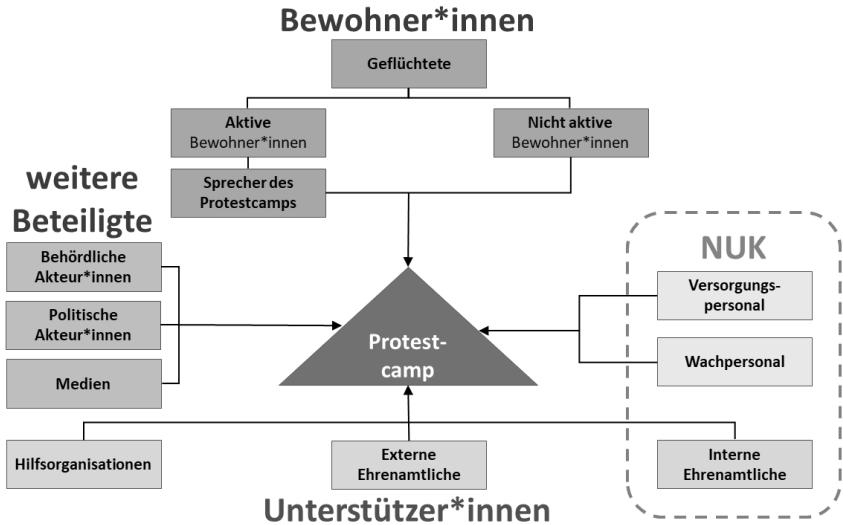 Bewohner*innen
Geflüchtete
Aktive
Bewohner*innen
Nicht aktive
Bewohner*innen
Sprecher des
Protestcamps
weitere
Beteiligte
Behördliche
Akteur*innen
Politische
Akteur*innen
Medien
NUK
Versorgungs-
personal
Wachpersonal
Protest-
camp
Hilfsorganisationen
Externe
Ehrenamtliche
Interne
Ehrenamtliche
Unterstützer*innen